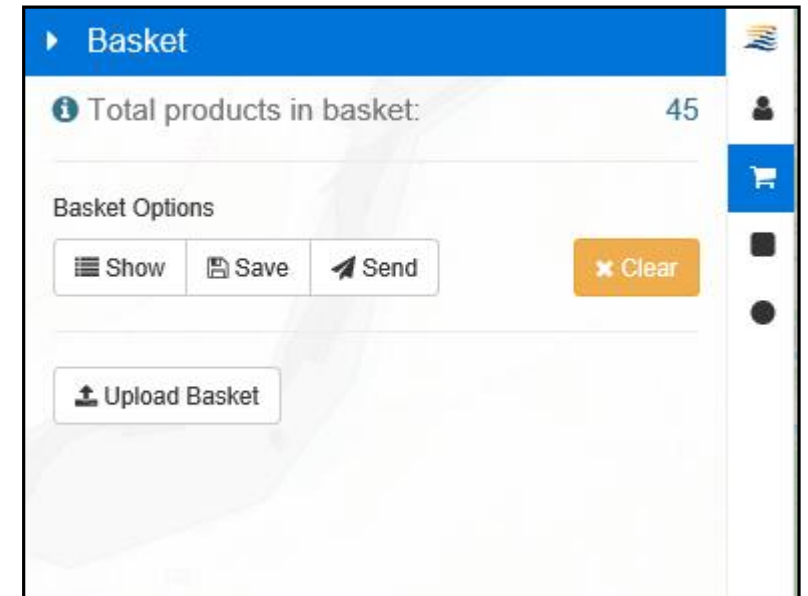 Basket
Total products in basket: 45
Basket Options
Show Save Send Clear
Upload Basket